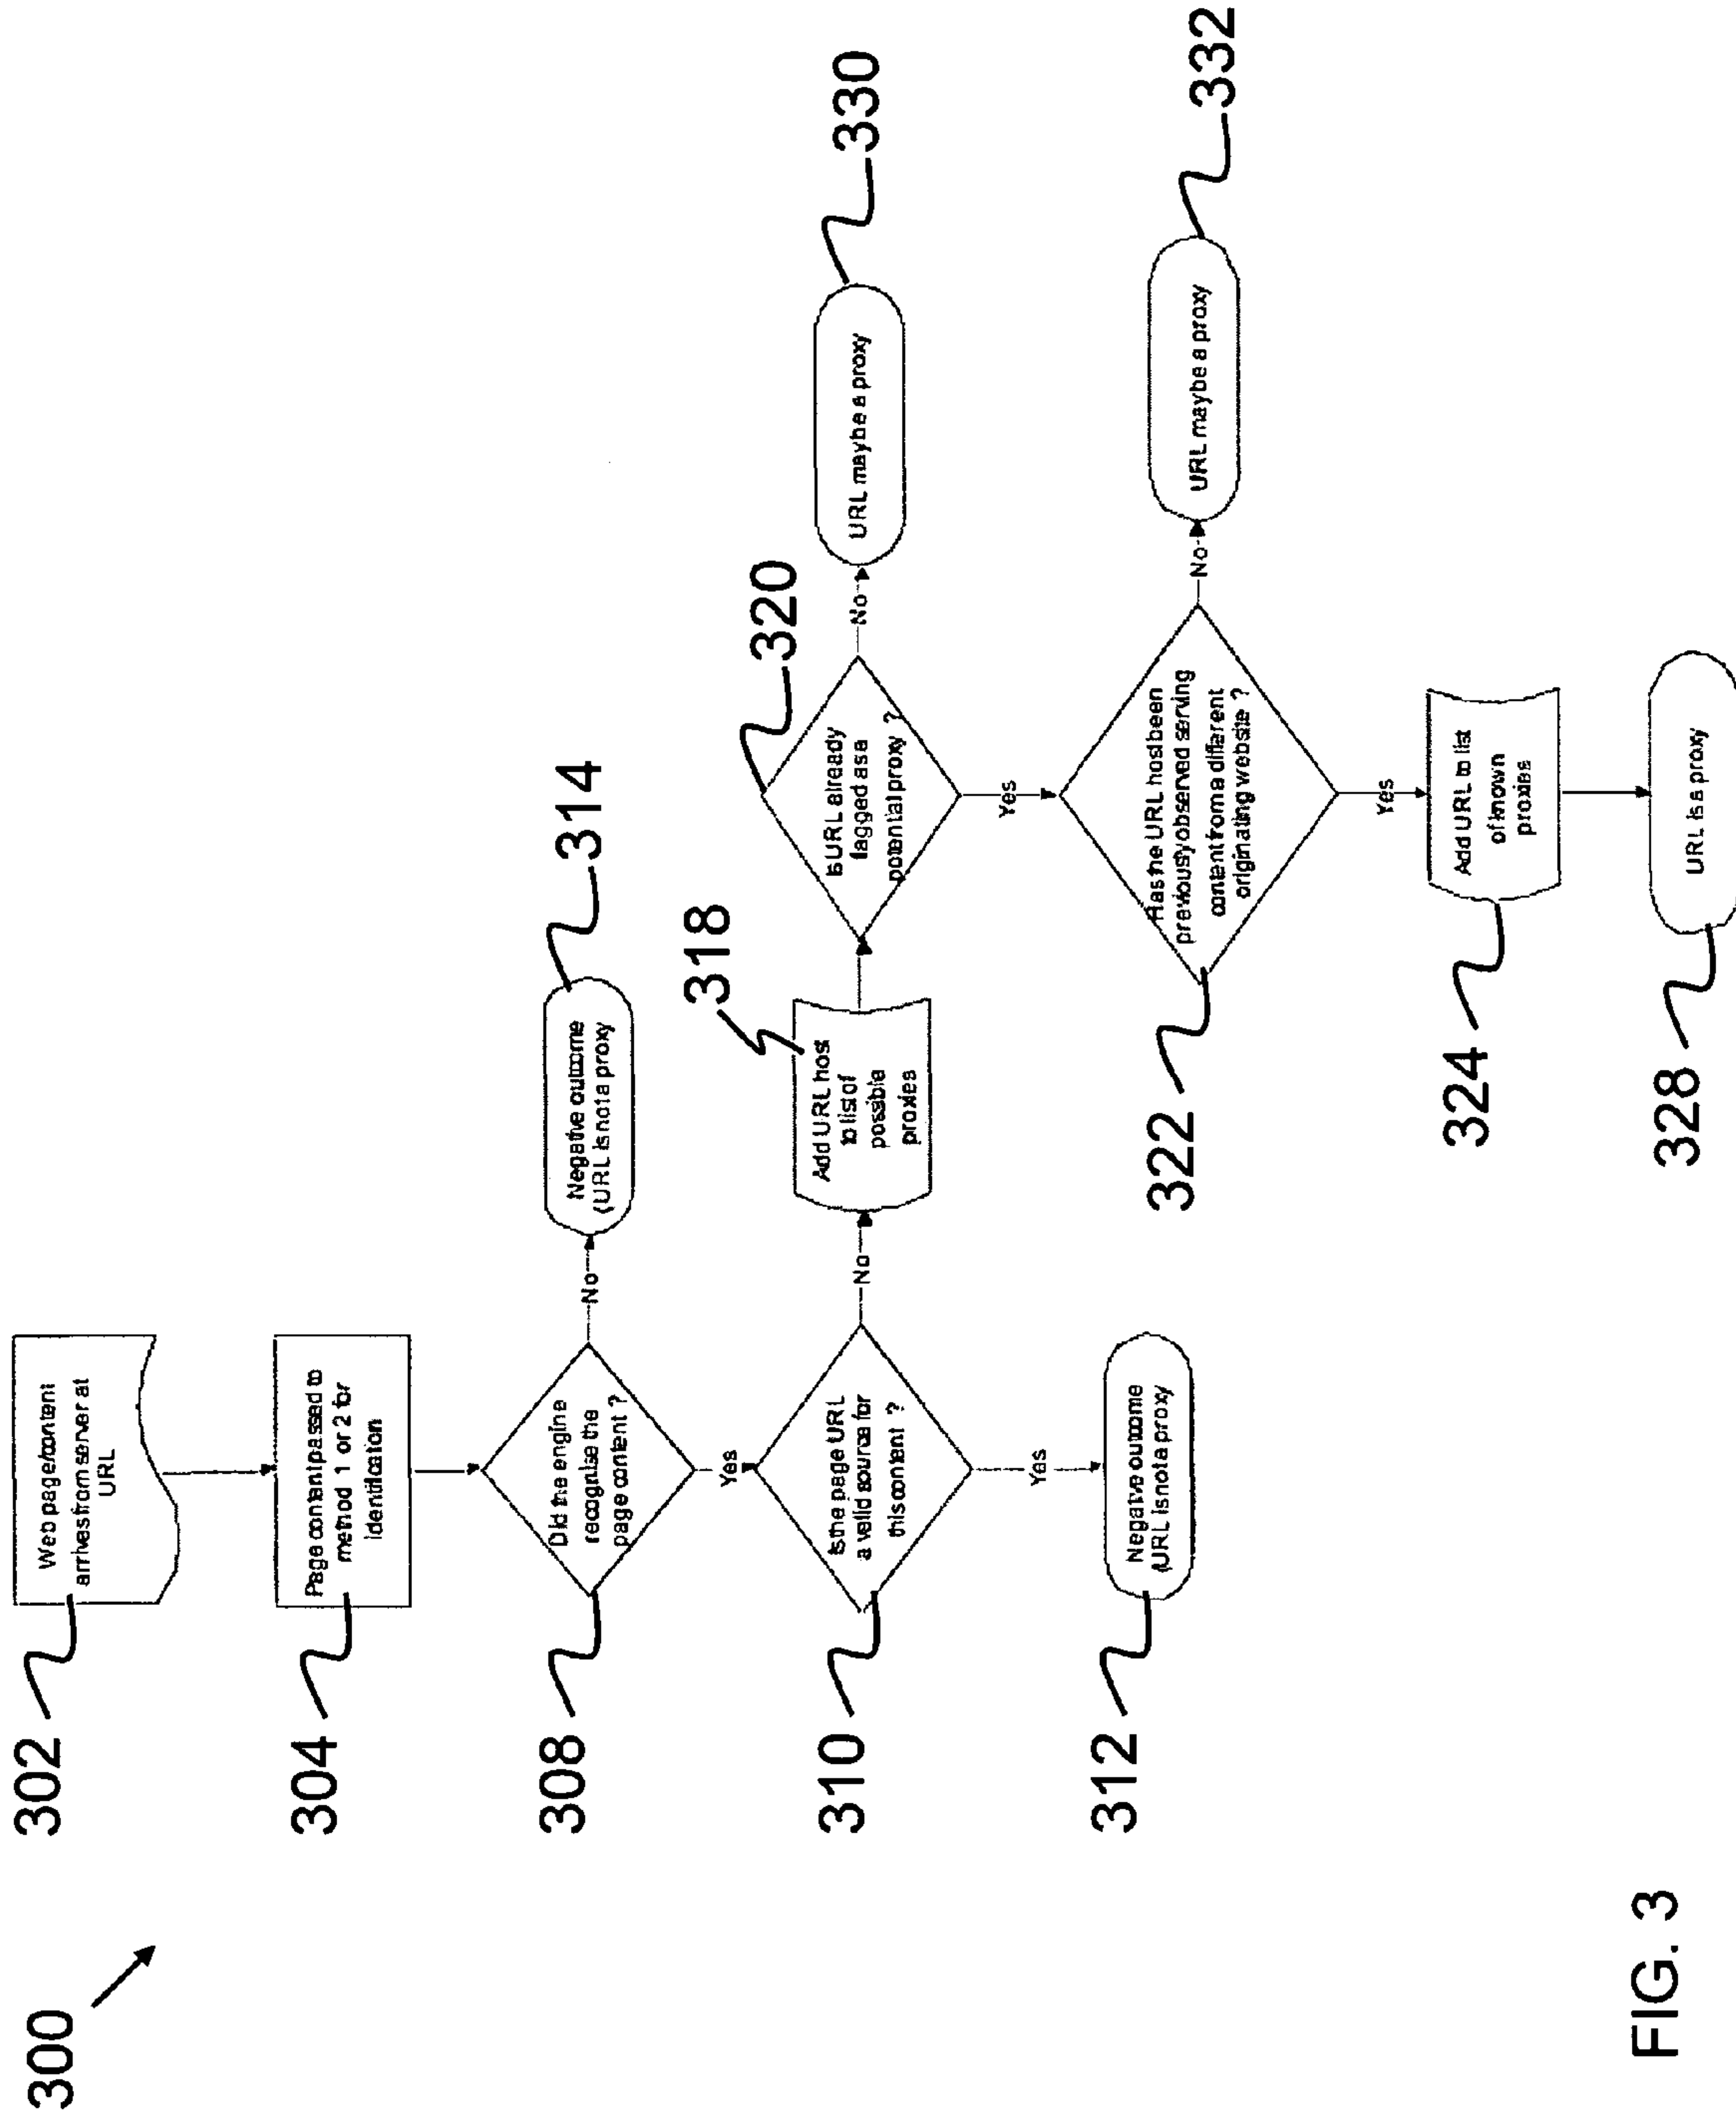 300
302
Web page/content
arrives from server at
URL
304
Page content passed to
method 1 or 2 for
identification
308
Did the engine
recognise the
page content ?
No
314
Negative outcome
(URL is not a proxy
Yes
310
Is the page URL
a valid source for
this content ?
No
318
Add URL host
to list of
possible
proxies
320
Is URL already
flagged as a
potential proxy ?
No
330
URL maybe a proxy
Yes
312
Negative outcome
(URL is not a proxy
Yes
322
Has the URL host been
previously observed serving
content from a different
originating website ?
No
332
URL maybe a proxy
Yes
324
Add URL to list
of known
proxies
328
URL is a proxy
FIG. 3